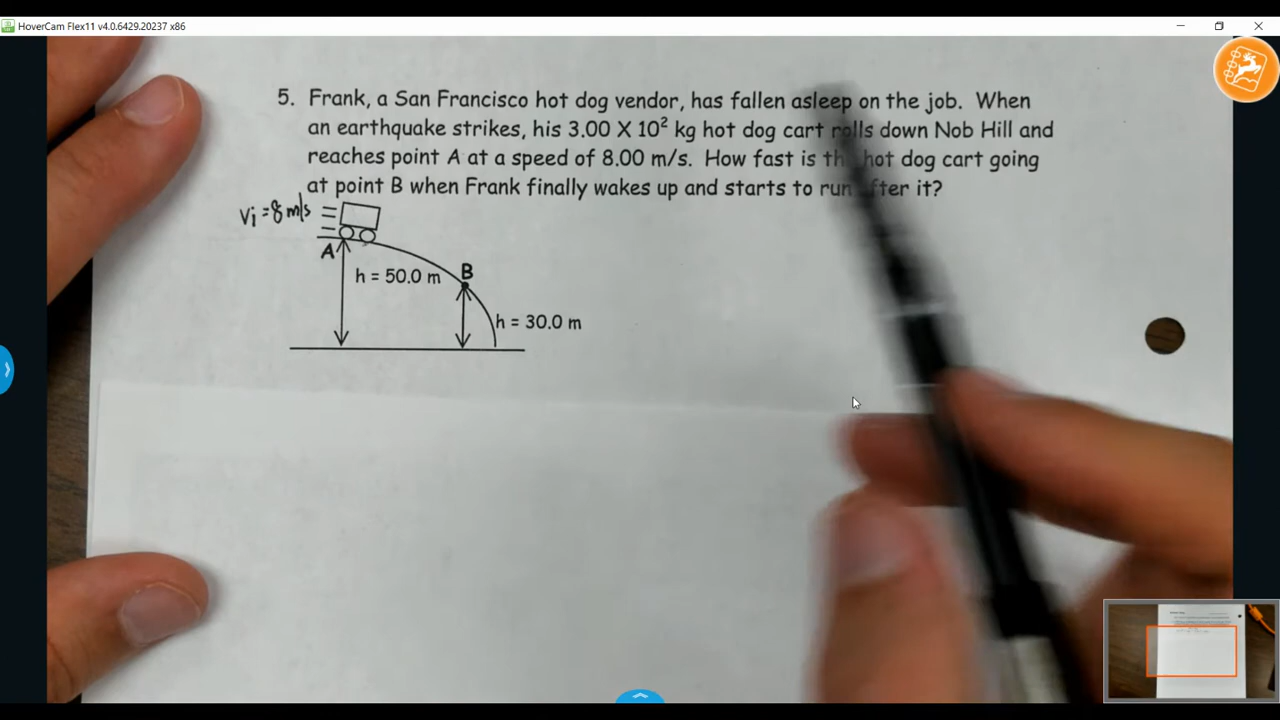 HoverCam Flex11 v4.0.6429.20237 x86
5. Frank, a San Francisco hot dog vendor, has fallen asleep on the job. When
an earthquake strikes, his 3.00 X 10² kg hot dog cart rolls down Nob Hill and
reaches point A at a speed of 8.00 m/s. How fast is the hot dog cart going
at point B when Frank finally wakes up and starts to run after it?
vi = 8 m/s
A
B
h = 50.0 m
h = 30.0 m